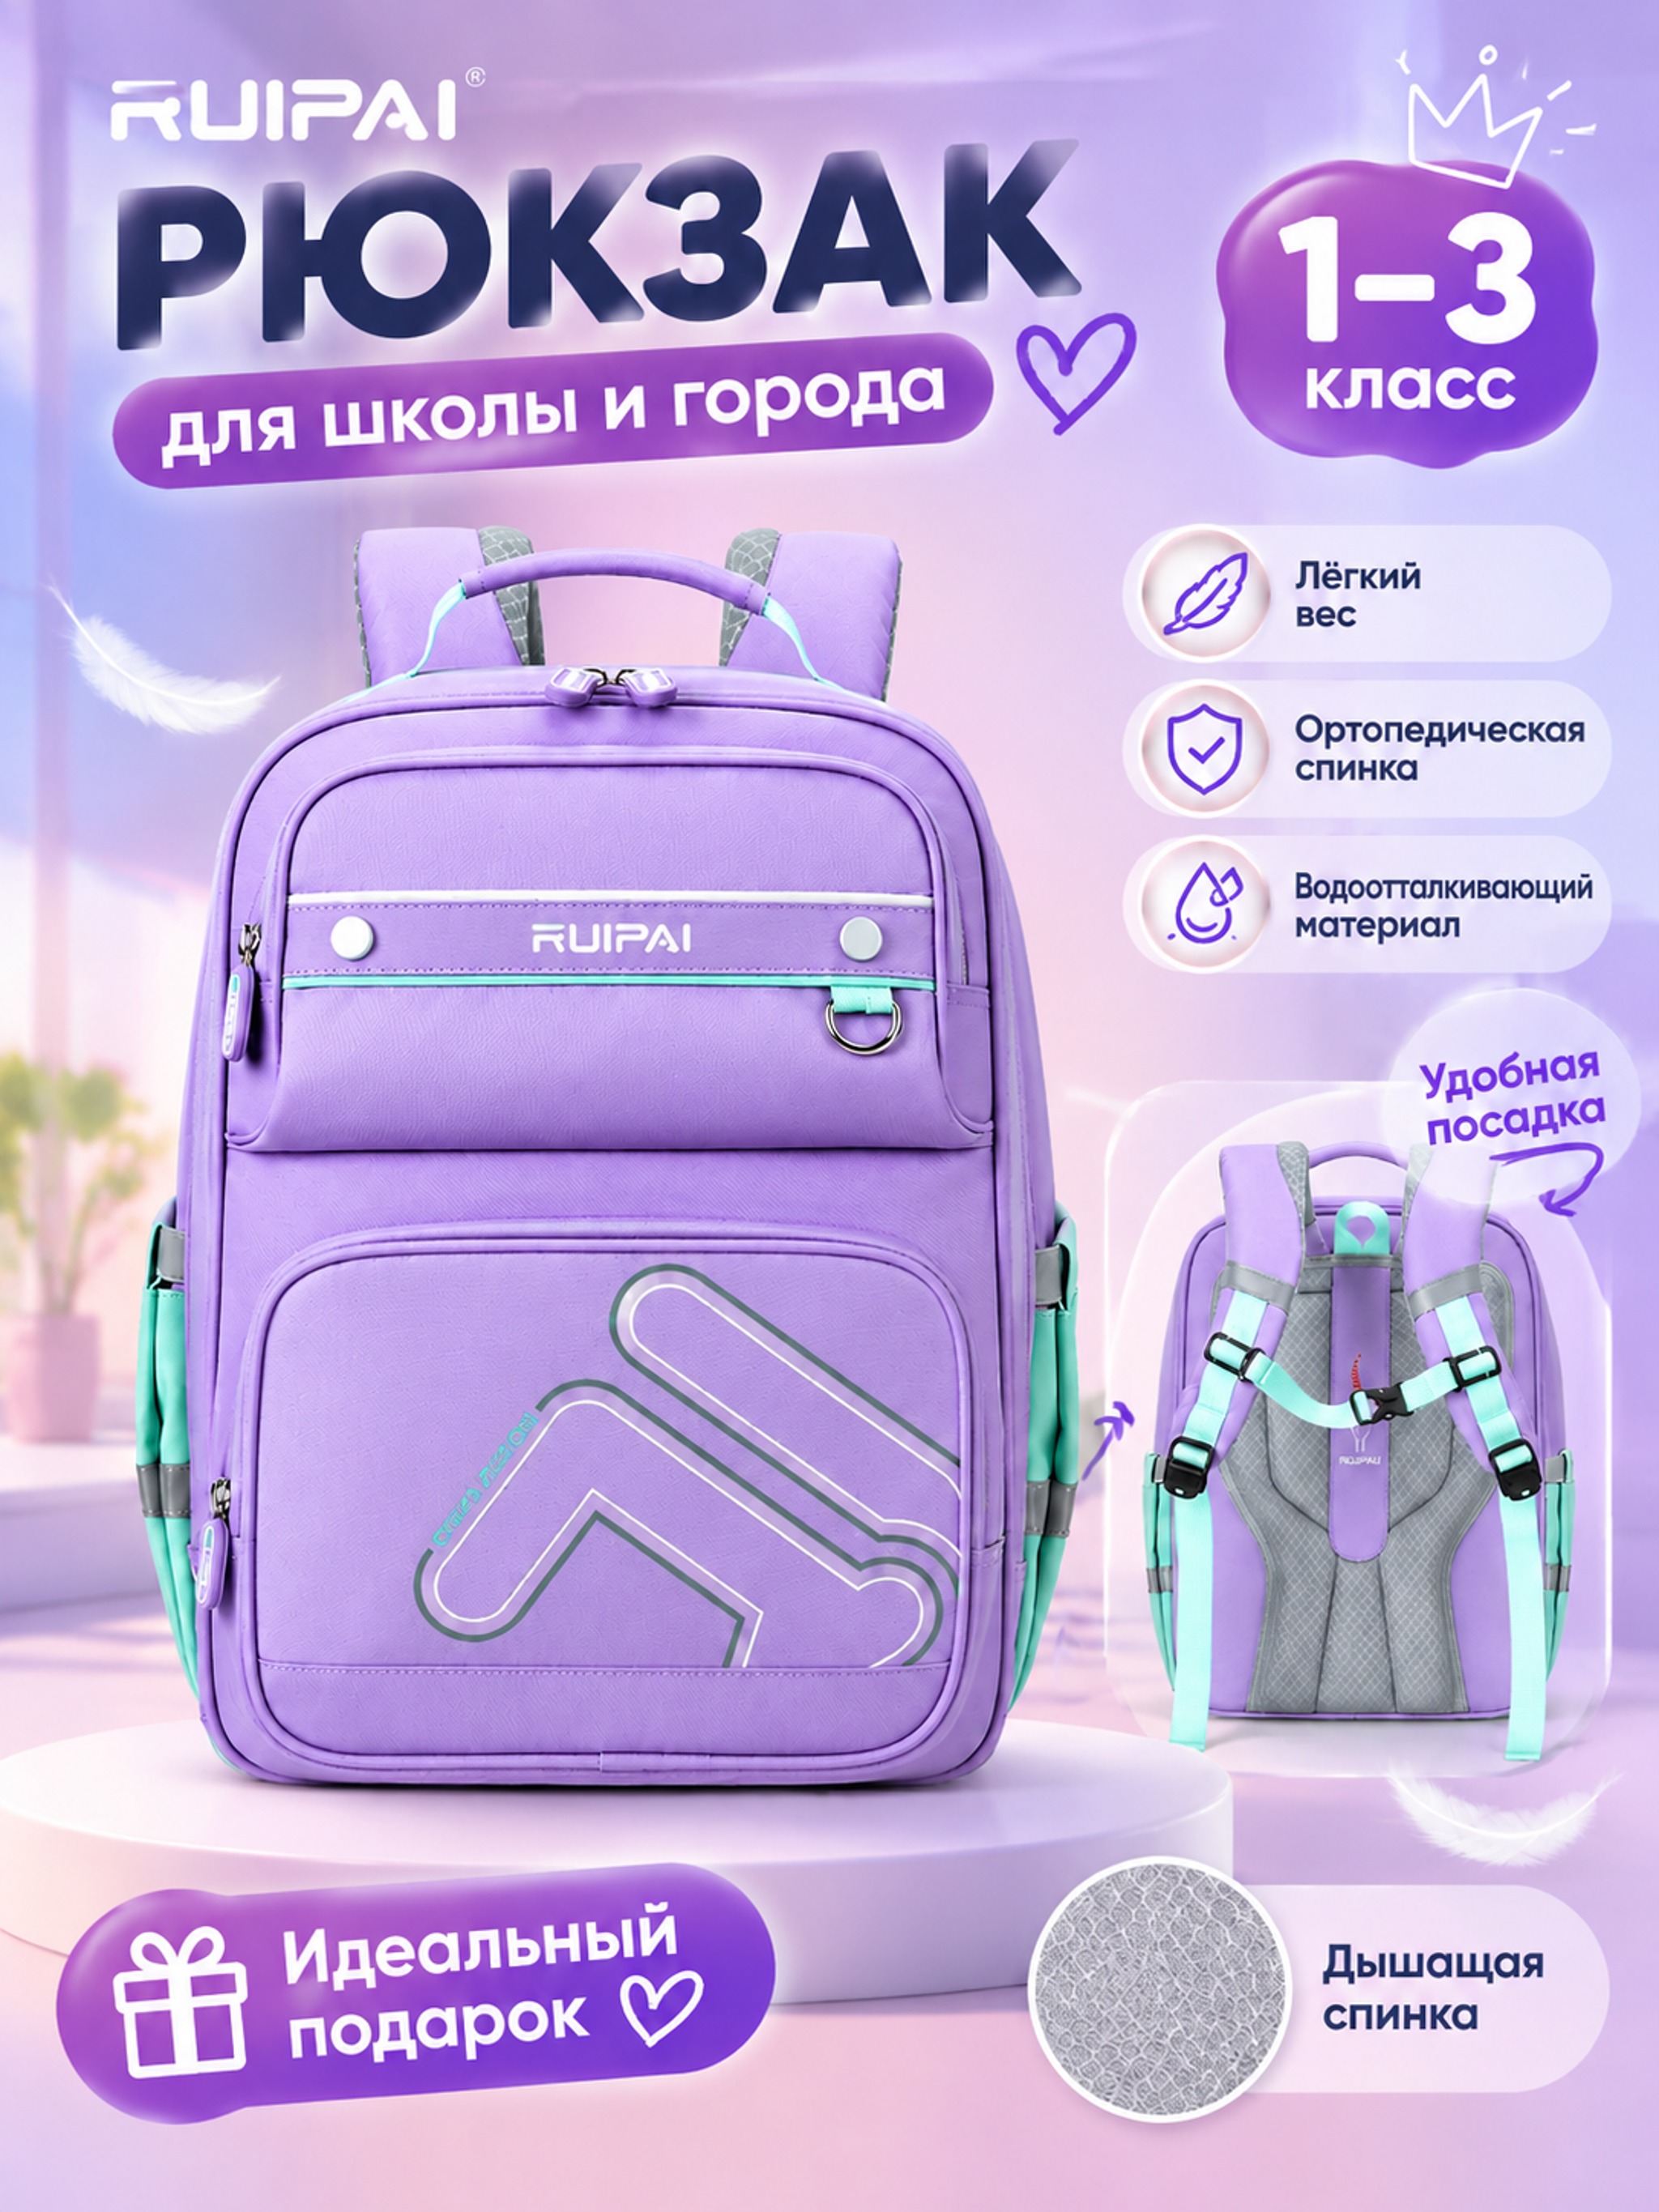 RUIPAI®
РЮКЗАК
для школы и города
1–3
класс
Лёгкий
вес
Ортопедическая
спинка
Водоотталкивающий
материал
RUIPAI
Удобная
посадка
Идеальный
подарок
Дышащая
спинка